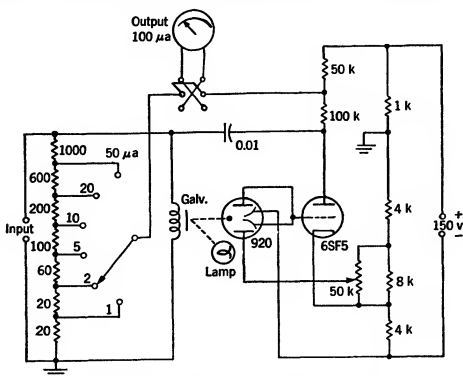 Output
100 μa
50 k
100 k
1 k
0.01
1000
50 μa
600
20
200
10
Input
100
5
60
2
20
1
20
Galv.
Lamp
920
6SF5
4 k
150 v
+
−
50 k
8 k
4 k